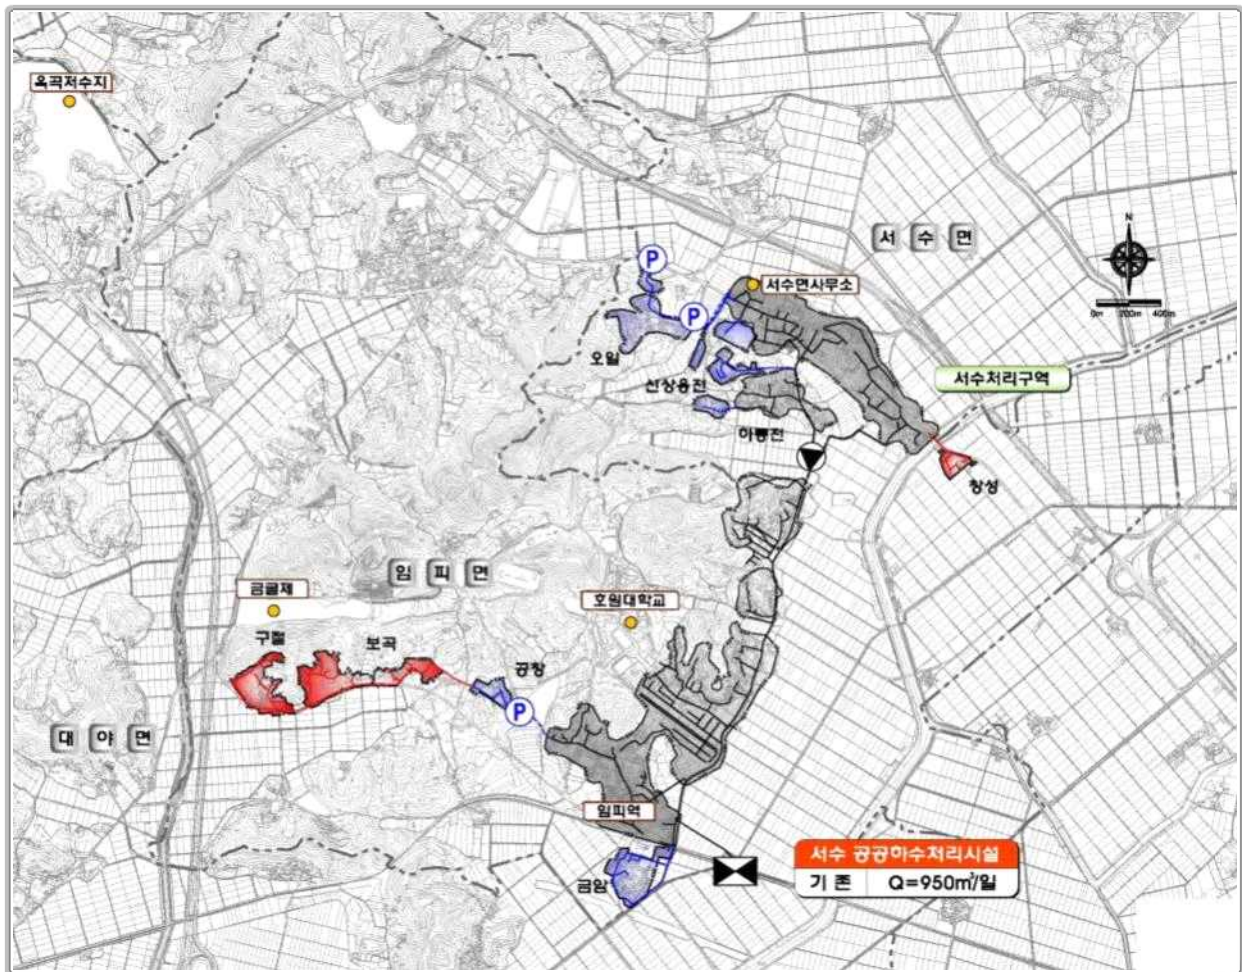 옥곡저수지
서수면
N
P
서수면사무소
0m 200m 400m
P
오일
서수처리구역
신상용전
하룡전
창성
임피면
금굴제
호원대학교
구절
보곡
공창
P
대야면
임피역
서수 공공하수처리시설
금암
기존 Q=950㎥/일